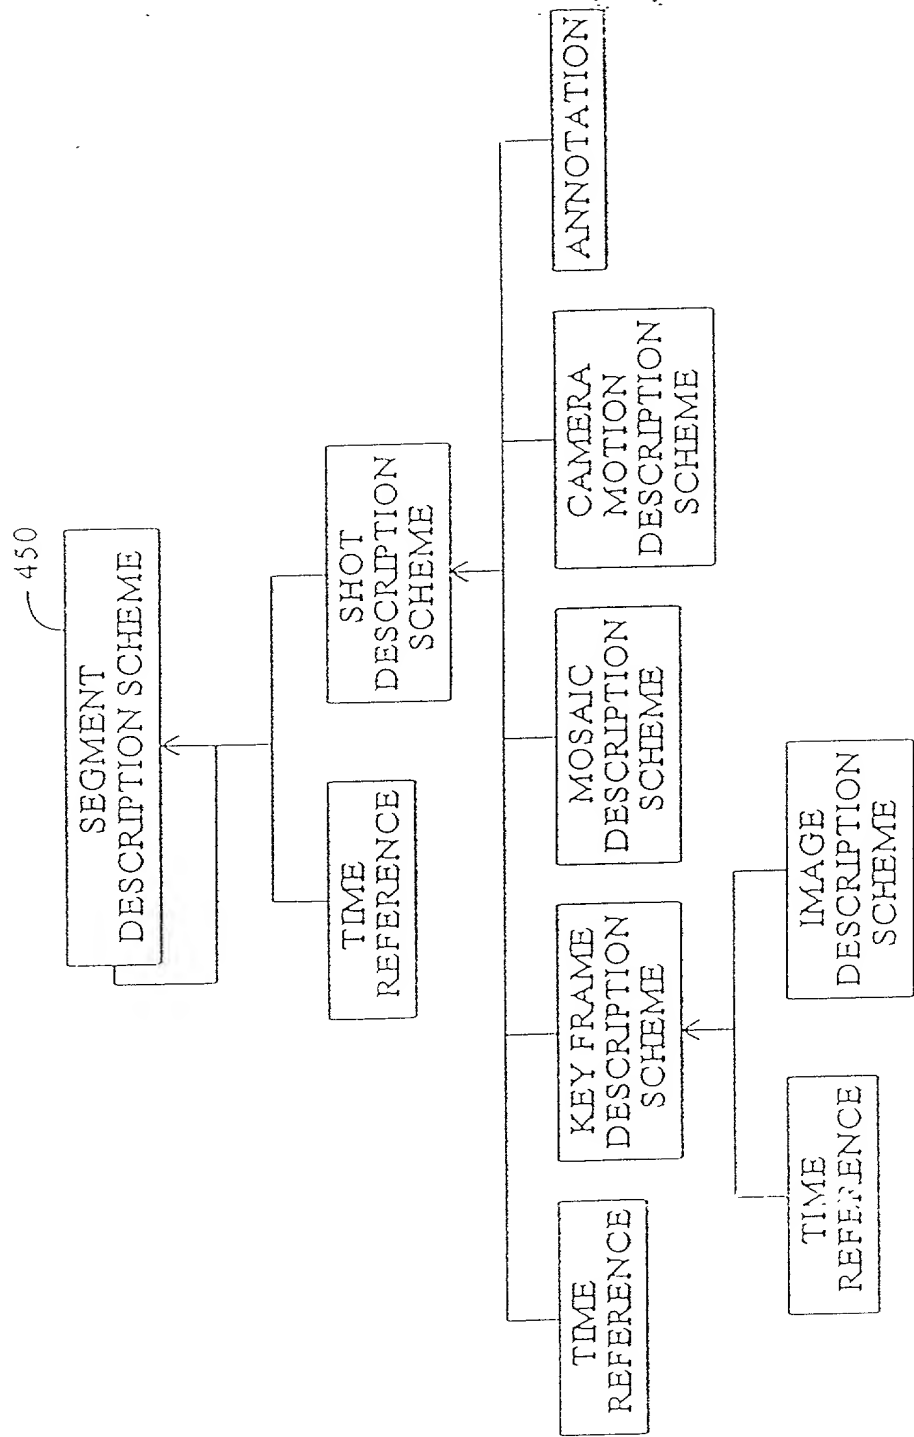 450
SEGMENT
DESCRIPTION SCHEME
TIME
REFERENCE
SHOT
DESCRIPTION
SCHEME
TIME
REFERENCE
KEY FRAME
DESCRIPTION
SCHEME
MOSAIC
DESCRIPTION
SCHEME
CAMERA
MOTION
DESCRIPTION
SCHEME
ANNOTATION
TIME
REFERENCE
IMAGE
DESCRIPTION
SCHEME